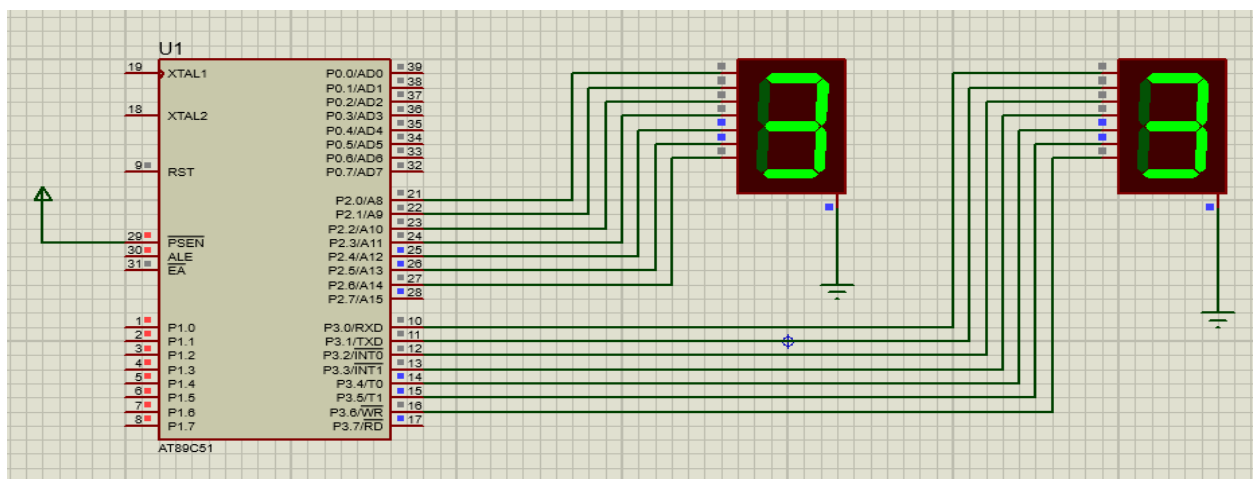 U1
19 XTAL1
18 XTAL2
9 RST
29 PSEN
30 ALE
31 EA
1 P1.0
2 P1.1
3 P1.2
4 P1.3
5 P1.4
6 P1.5
7 P1.6
8 P1.7
P0.0/AD0 39
P0.1/AD1 38
P0.2/AD2 37
P0.3/AD3 36
P0.4/AD4 35
P0.5/AD5 34
P0.6/AD6 33
P0.7/AD7 32
P2.0/A8 21
P2.1/A9 22
P2.2/A10 23
P2.3/A11 24
P2.4/A12 25
P2.5/A13 26
P2.6/A14 27
P2.7/A15 28
P3.0/RXD 10
P3.1/TXD 11
P3.2/INT0 12
P3.3/INT1 13
P3.4/T0 14
P3.5/T1 15
P3.6/WR 16
P3.7/RD 17
AT89C51
3
3